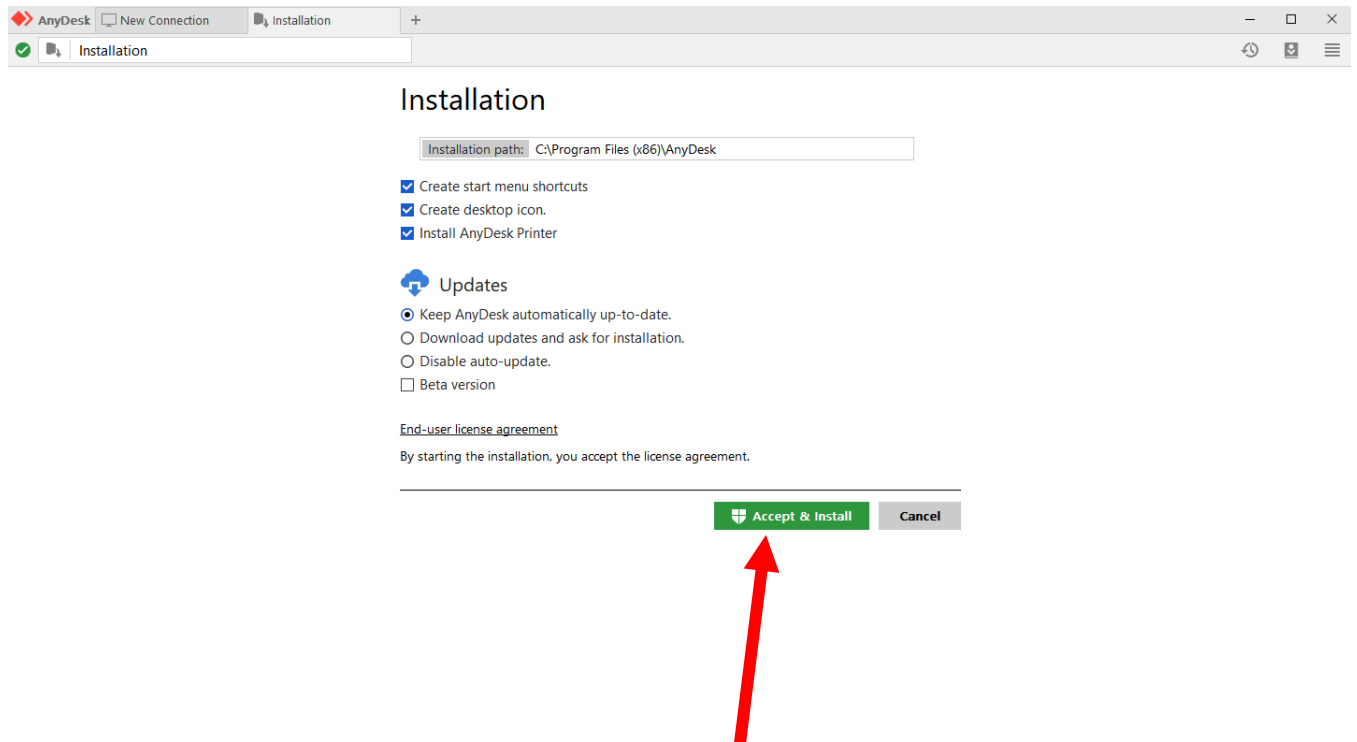 AnyDesk New Connection Installation +
Installation
Installation
Installation path: C:\Program Files (x86)\AnyDesk
Create start menu shortcuts
Create desktop icon.
Install AnyDesk Printer
Updates
Keep AnyDesk automatically up-to-date.
Download updates and ask for installation.
Disable auto-update.
Beta version
End-user license agreement
By starting the installation, you accept the license agreement.
Accept & Install Cancel